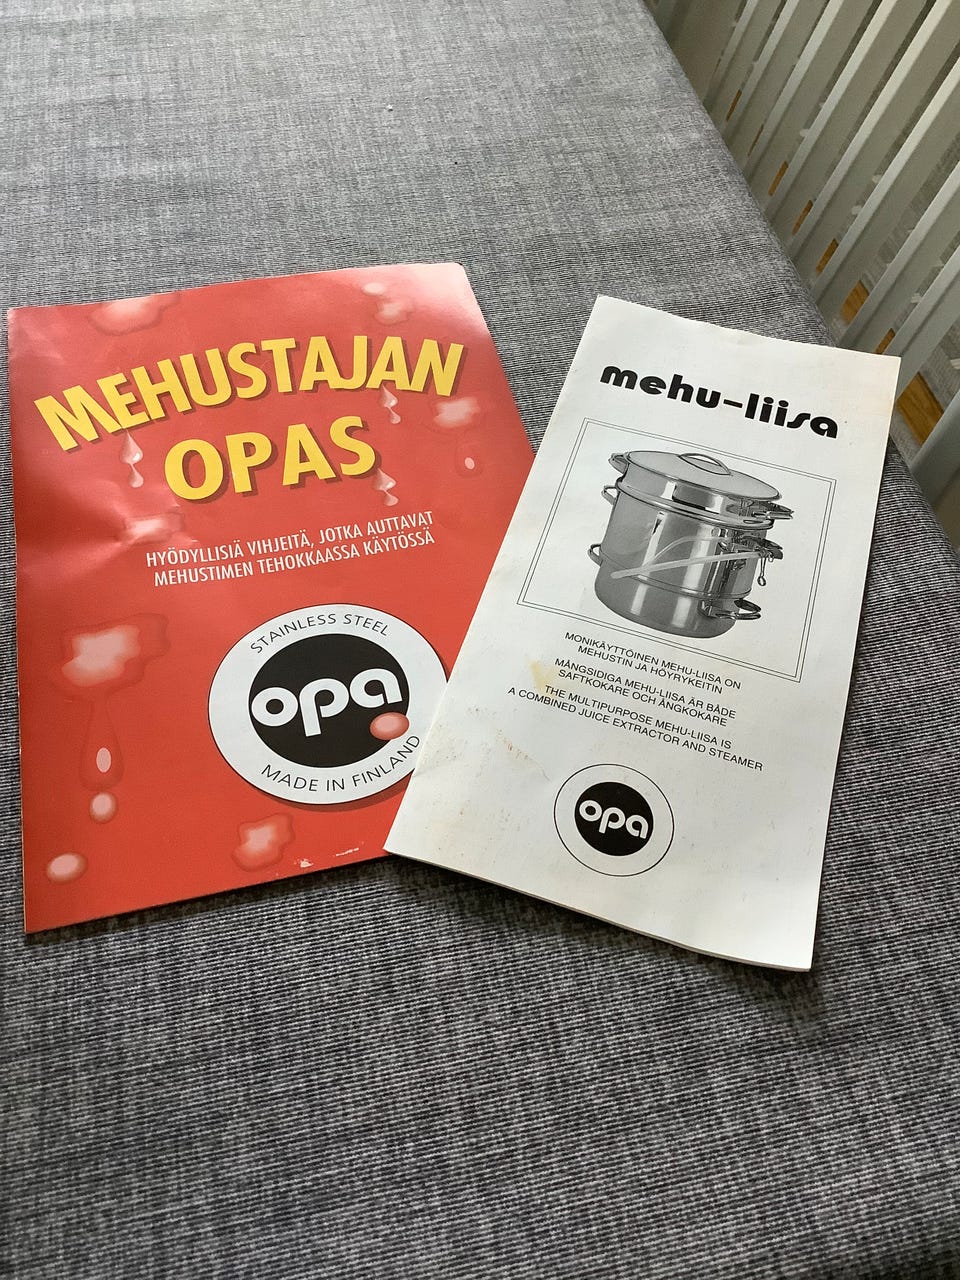 MEHUSTAJAN
OPAS
HYÖDYLLISIÄ VIHJEITÄ, JOTKA AUTTAVAT
MEHUSTIMEN TEHOKKAASSA KÄYTÖSSÄ
STAINLESS STEEL
opa
MADE IN FINLAND
mehu-liisa
MONIKÄYTTÖINEN MEHU-LIISA ON
MEHUSTIN JA HÖYRYKEITIN
MÅNGSIDIGA MEHU-LIISA ÄR BÅDE
SAFTKOKARE OCH ÅNGKOKARE
THE MULTIPURPOSE MEHU-LIISA IS
A COMBINED JUICE EXTRACTOR AND STEAMER
opa